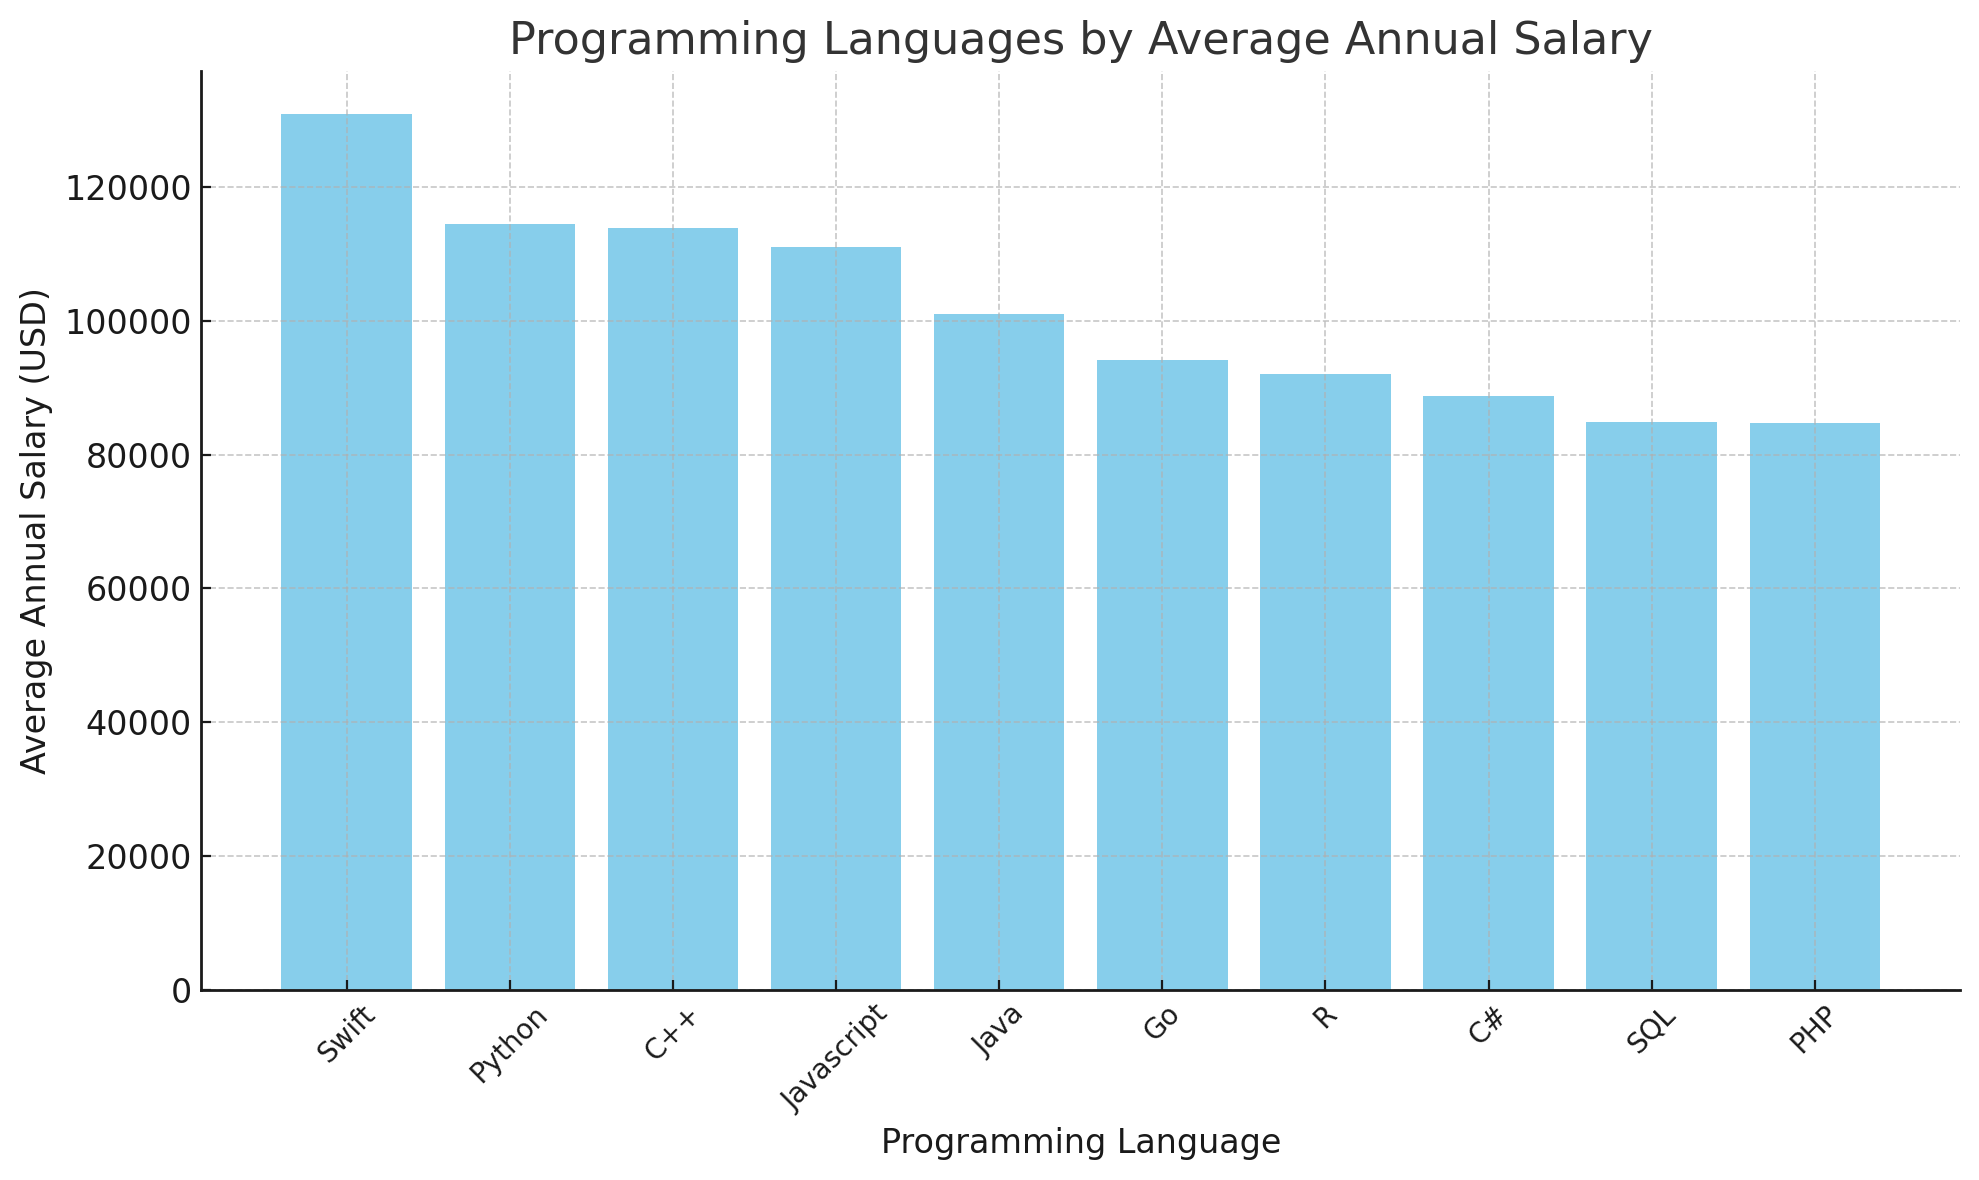 Programming Languages by Average Annual Salary
Average Annual Salary (USD)
120000
100000
80000
60000
40000
20000
0
Swift
Python
C++
Javascript
Java
Go
R
C#
SQL
PHP
Programming Language